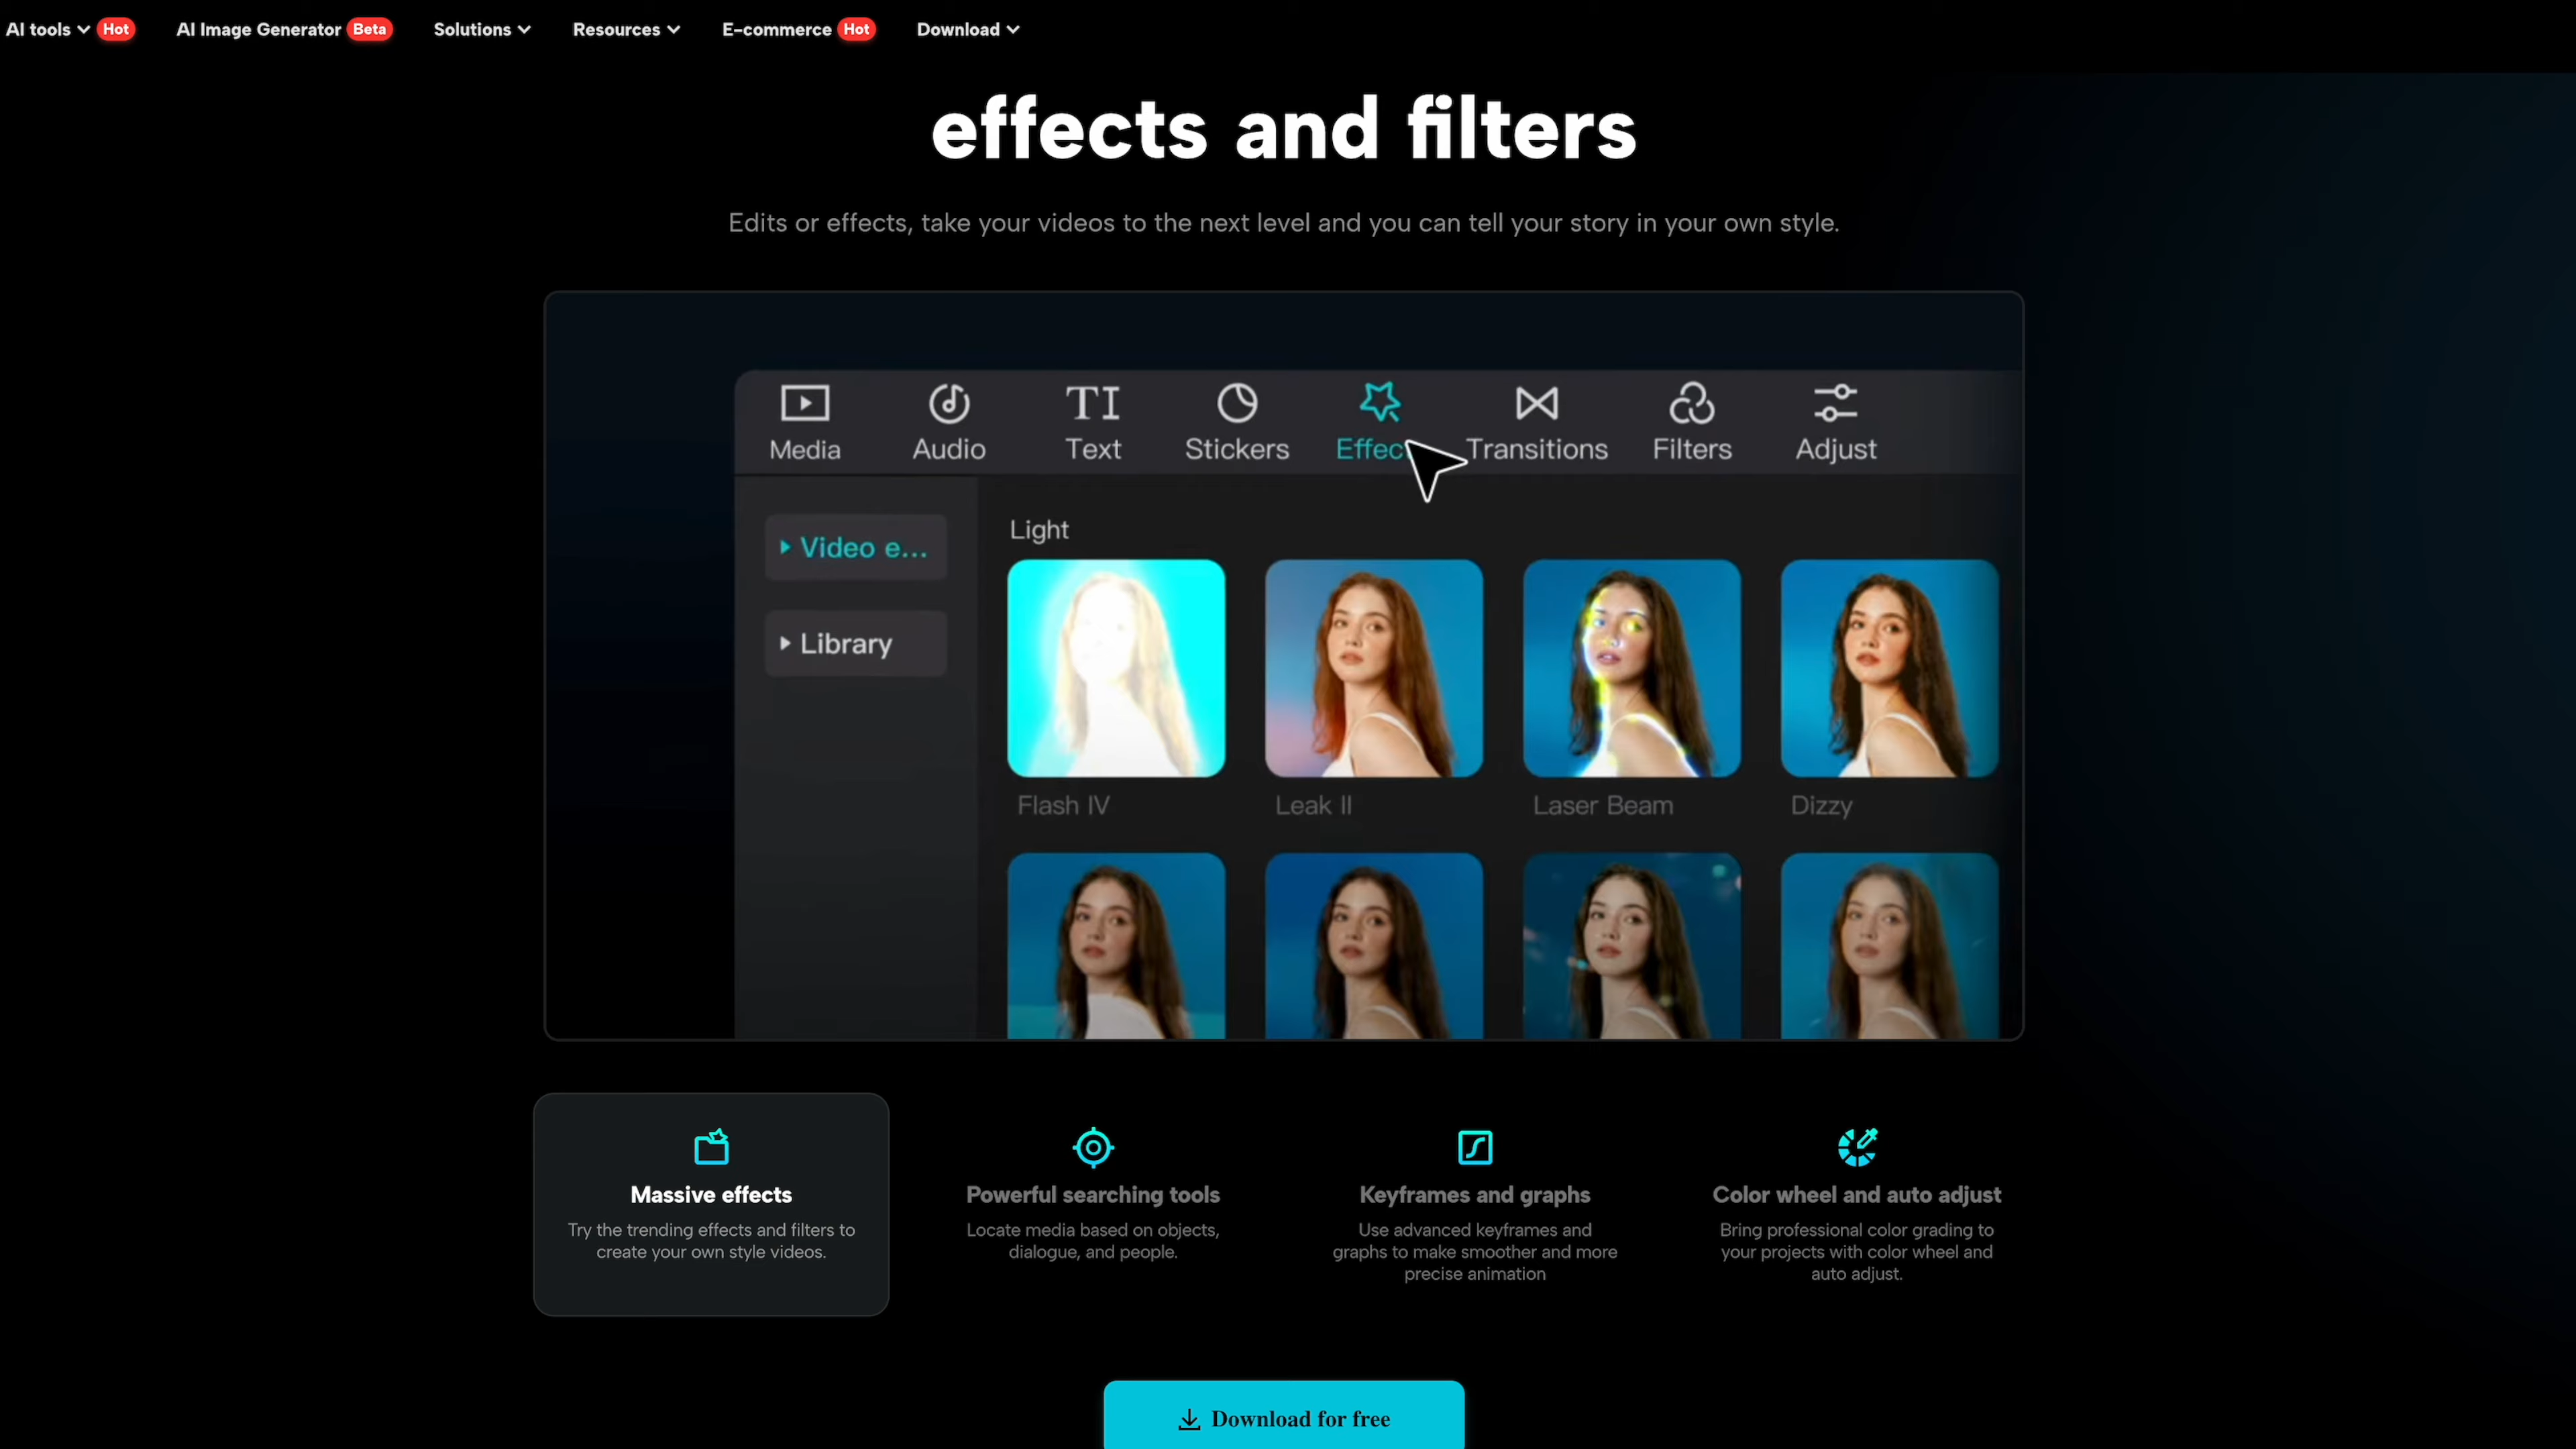 AI tools Hot AI Image Generator Beta Solutions Resources E-commerce Hot Download
effects and filters
Edits or effects, take your videos to the next level and you can tell your story in your own style.
Media Audio Text Stickers Effec Transitions Filters Adjust
Video e...
Library
Light
Flash IV Leak II Laser Beam Dizzy
Massive effects
Try the trending effects and filters to
create your own style videos.
Powerful searching tools
Locate media based on objects,
dialogue, and people.
Keyframes and graphs
Use advanced keyframes and
graphs to make smoother and more
precise animation
Color wheel and auto adjust
Bring professional color grading to
your projects with color wheel and
auto adjust.
Download for free